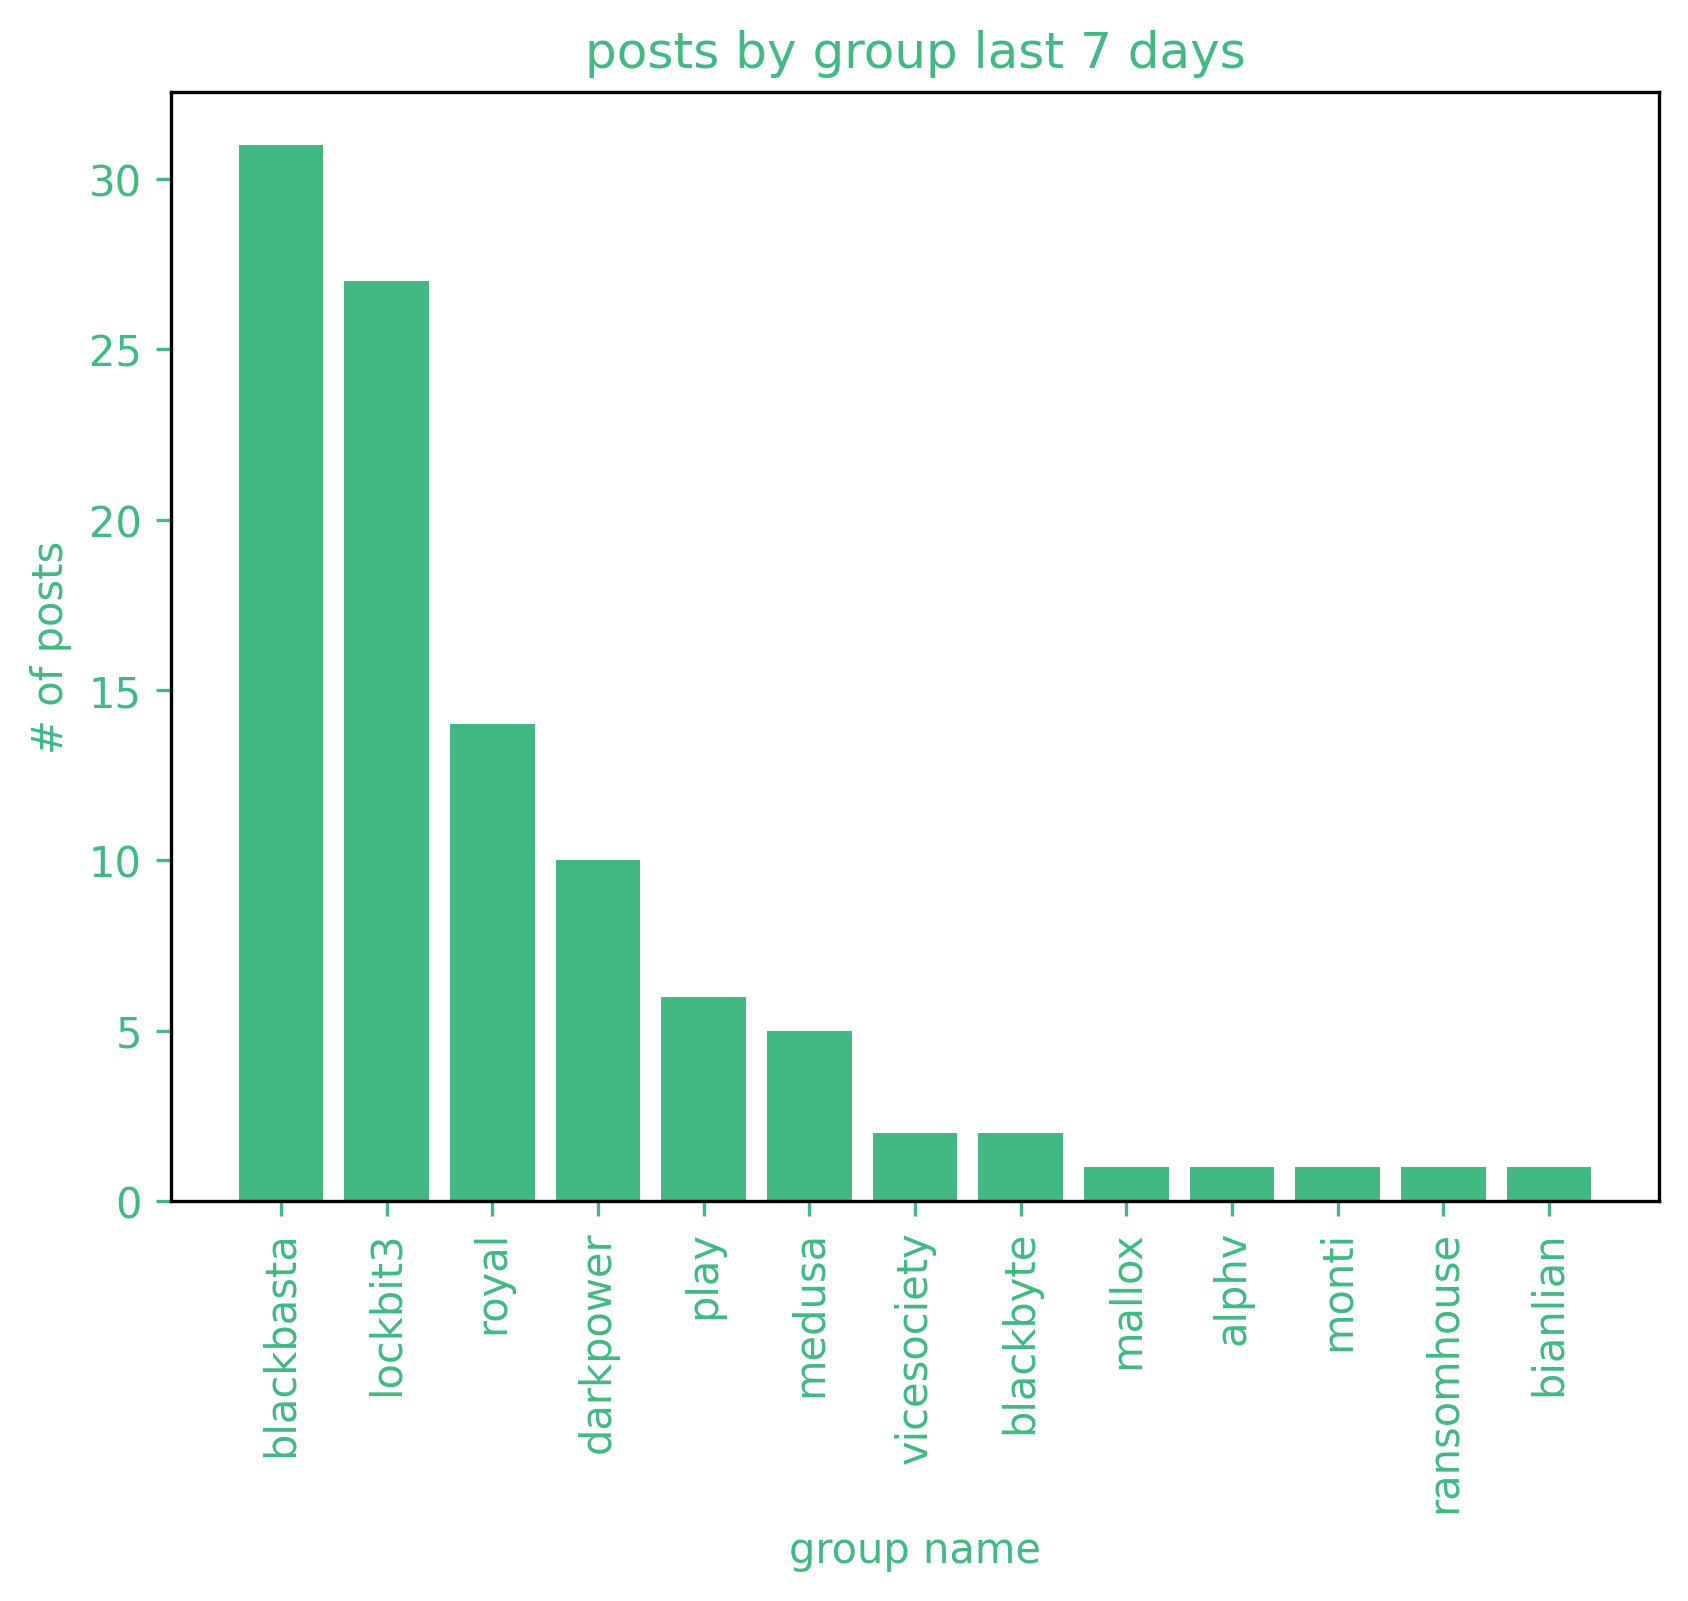 posts by group last 7 days
# of posts
30
25
20
15
10
5
0
blackbasta
lockbit3
royal
darkpower
play
medusa
vicesociety
blackbyte
mallox
alphv
monti
ransomhouse
bianlian
group name